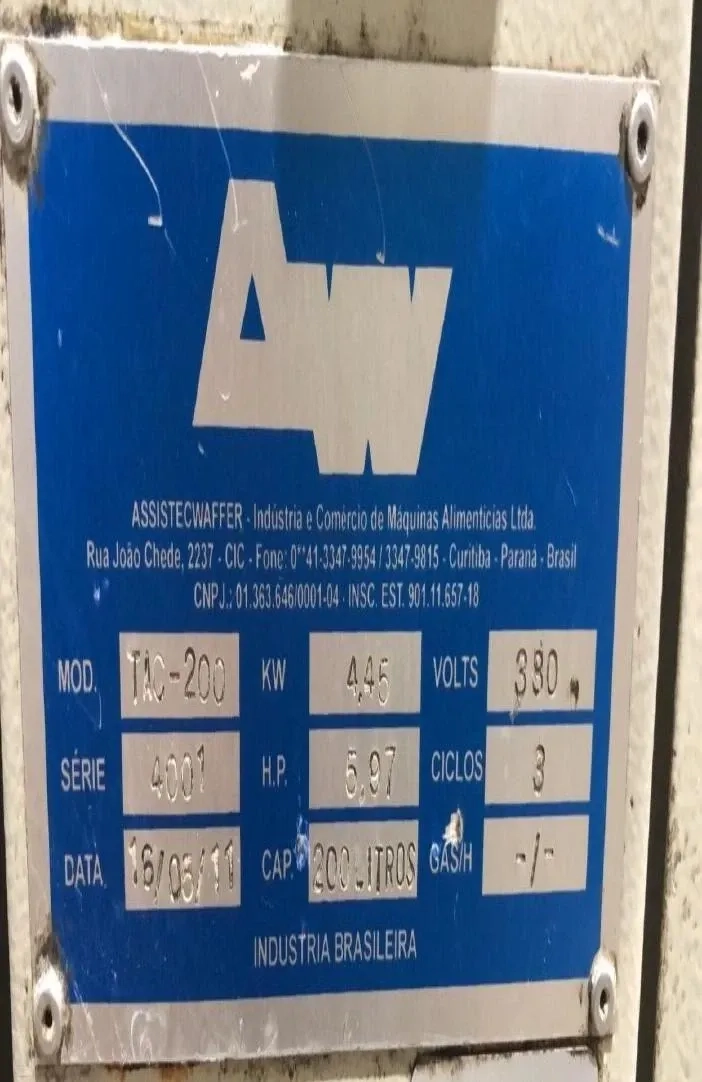 AW
ASSISTECWAFFER - Indústria e Comércio de Máquinas Alimentícias Ltda.
Rua João Chede, 2237 - CIC - Fone: 0**41-3347-9954 / 3347-9815 - Curitiba - Paraná - Brasil
CNPJ.: 01.363.646/0001-04 - INSC. EST. 901.11.657-18
MOD. TAC-200 KW 4,45 VOLTS 380
SÉRIE 4001 H.P. 5,97 CICLOS 3
DATA 16/05/11 CAP. 200 LITROS GÁS/H -/-
INDUSTRIA BRASILEIRA